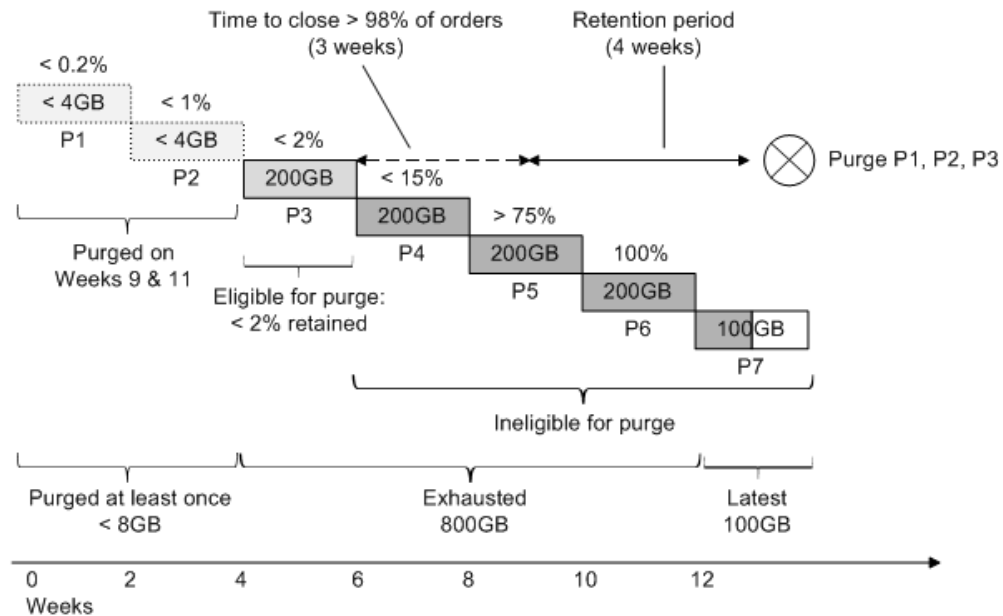 Time to close > 98% of orders
(3 weeks)
Retention period
(4 weeks)
< 0.2%
< 4GB
P1
< 1%
< 4GB
P2
< 2%
200GB
P3
< 15%
200GB
P4
> 75%
200GB
P5
100%
200GB
P6
100GB
P7
Purge P1, P2, P3
Purged on
Weeks 9 & 11
Eligible for purge:
< 2% retained
Ineligible for purge
Purged at least once
< 8GB
Exhausted
800GB
Latest
100GB
0 2 4 6 8 10 12
Weeks